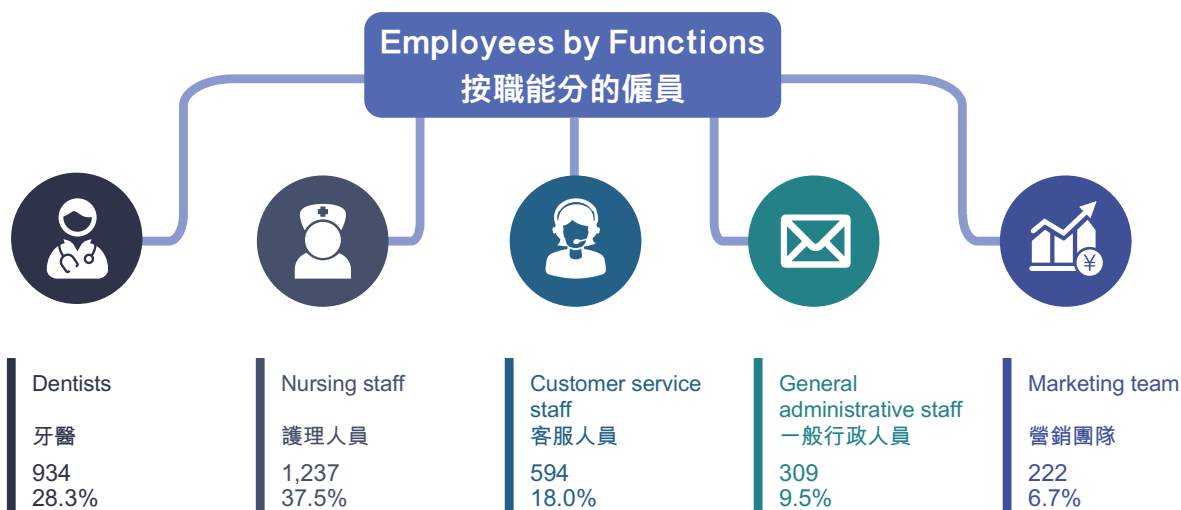 Employees by Functions
按職能分的僱員
¥
Dentists
牙醫
934
28.3%
Nursing staff
護理人員
1,237
37.5%
Customer service
staff
客服人員
594
18.0%
General
administrative staff
一般行政人員
309
9.5%
Marketing team
營銷團隊
222
6.7%